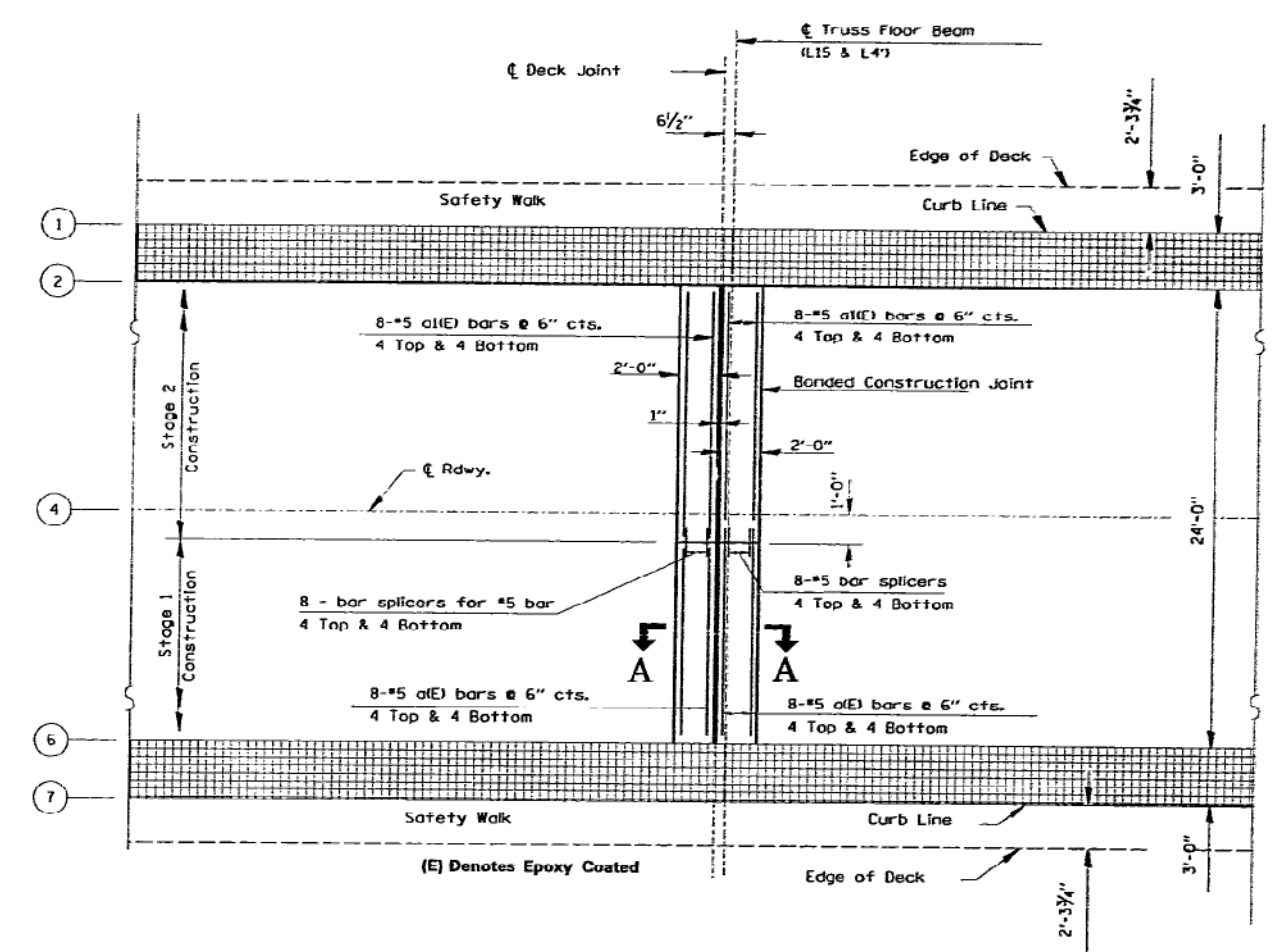 ℄ Truss Floor Beam
(L15 & L4')
℄ Deck Joint
6½"
2'-3¾"
Edge of Deck
3'-0"
Safety Walk
Curb Line
1
2
8-#5 a1(E) bars @ 6" cts.
4 Top & 4 Bottom
8-#5 a1(E) bars @ 6" cts.
4 Top & 4 Bottom
2'-0"
Bonded Construction Joint
Stage 2
Construction
1"
2'-0"
℄ Rdwy.
1'-0"
4
24'-0"
8 - bar splicers for #5 bar
4 Top & 4 Bottom
8-#5 bar splicers
4 Top & 4 Bottom
Stage 1
Construction
A
A
8-#5 a(E) bars @ 6" cts.
4 Top & 4 Bottom
8-#5 a(E) bars @ 6" cts.
4 Top & 4 Bottom
6
7
Safety Walk
Curb Line
(E) Denotes Epoxy Coated
Edge of Deck
3'-0"
2'-3¾"